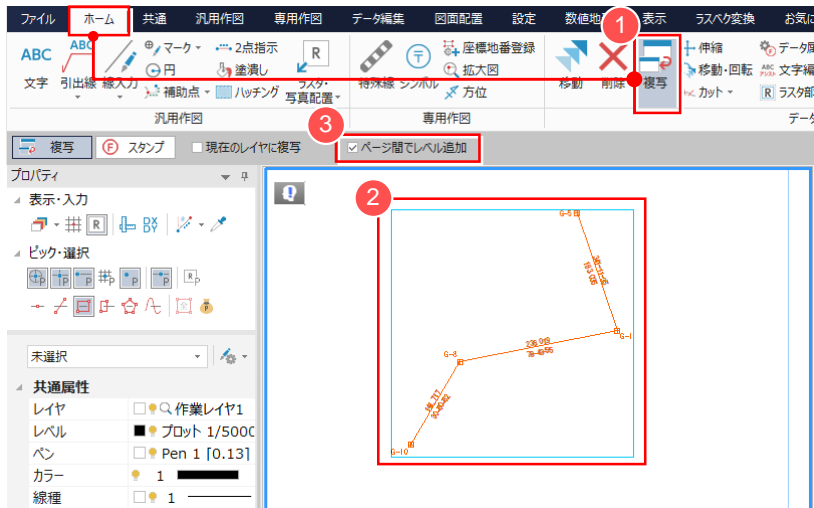 ファイル ホーム 共通 汎用作図 専用作図 データ編集 図面配置 設定 数値地 表示 ラスベク変換 お気に
1
ABC ABC マーク 2点指示 R 座標地番登録 伸縮 データ属
円 塗潰し 拡大図 移動・回転 文字編
文字 引出線 線入力 補助点 ハッチング ラスタ・写真配置 特殊線 シンボル 方位 移動 削除 複写 カット R ラスタ部
汎用作図 専用作図 データ
3
複写 F スタンプ 現在のレイヤに複写 ページ間でレベル追加
プロパティ
表示・入力
R
ピック・選択
2
未選択
共通属性
レイヤ 作業レイヤ1
レベル プロット 1/5000
ペン Pen 1 [0.13]
カラー 1
線種 1
G-1
G-10